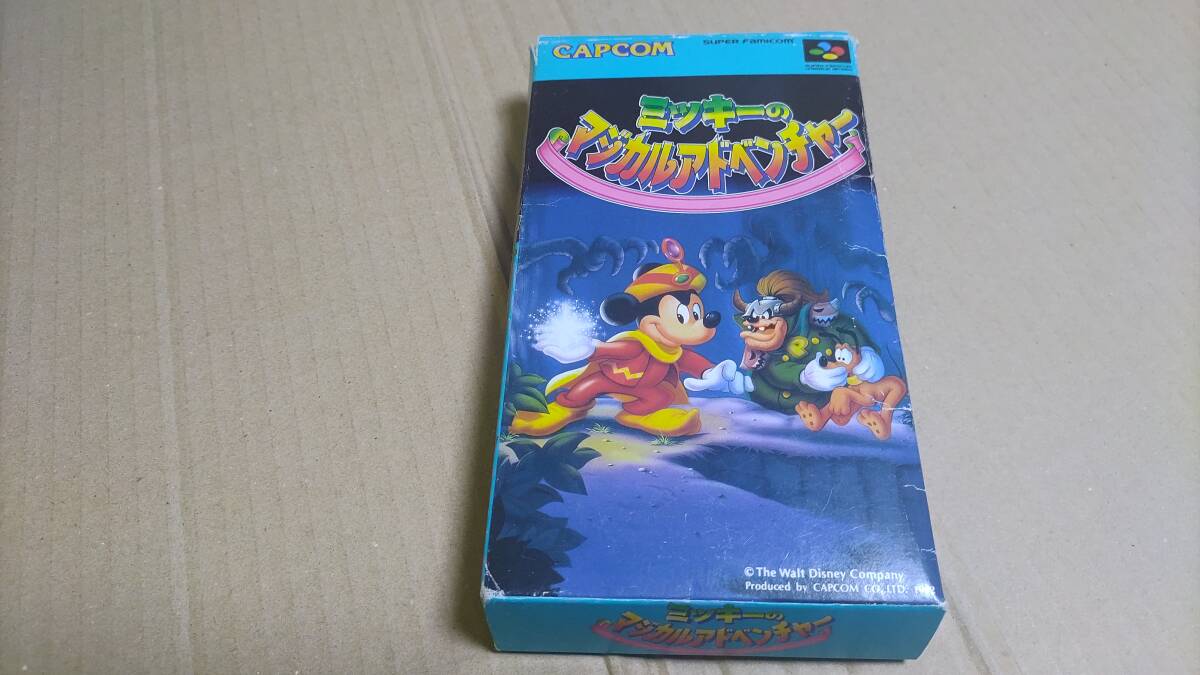 CAPCOM
SUPER FAMICOM
ミッキーの
マジカルアドベンチャー
P
© The Walt Disney Company
Produced by CAPCOM CO., LTD. 1992
ミッキーの
マジカルアドベンチャー